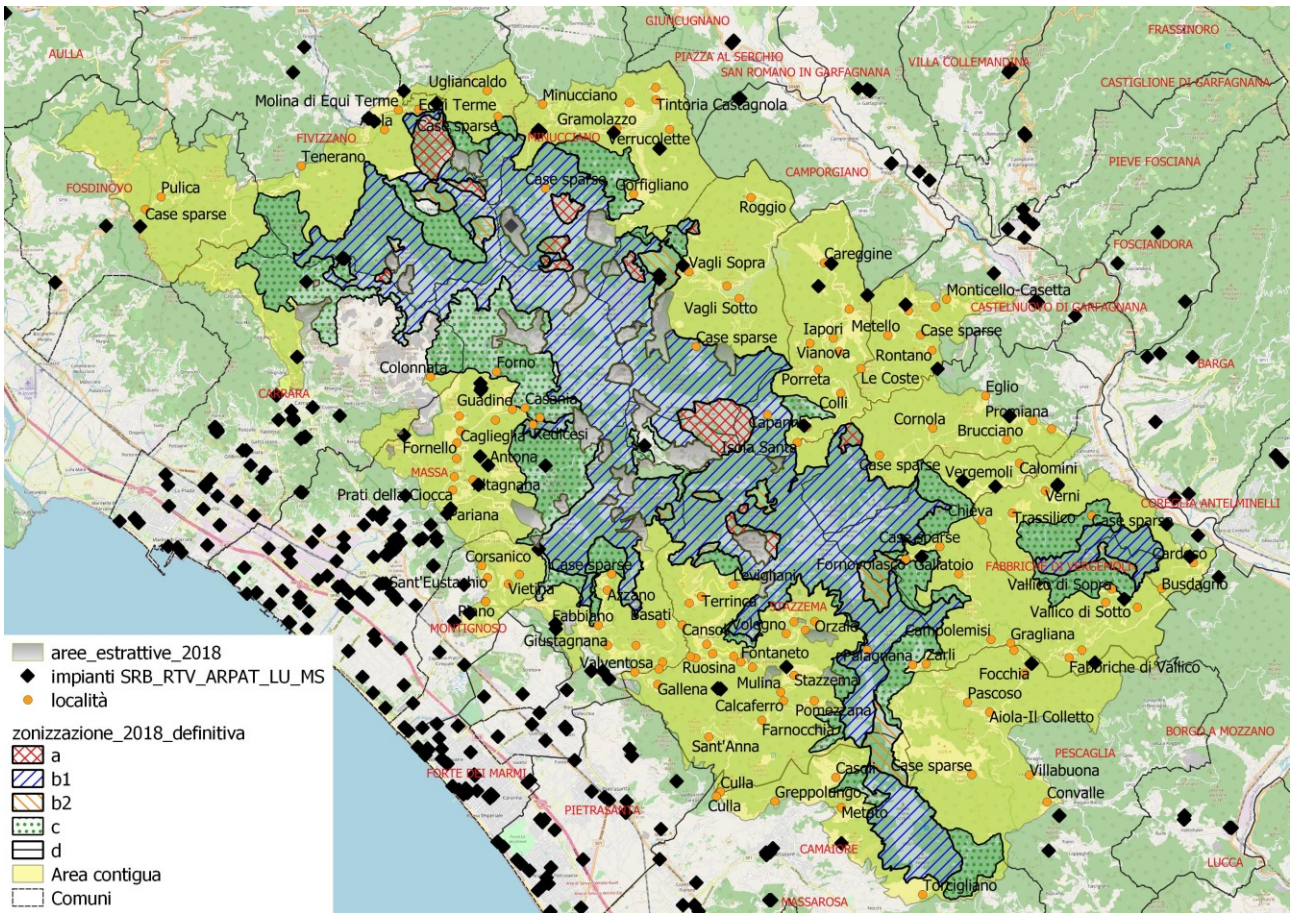 GIUNCUGNANO
FRASSINORO
AULLA
PIAZZA AL SERCHIO
VILLA COLLEMANDINA
SAN ROMANO IN GARFAGNANA
Ugliancaldo
CASTIGLIONE DI GARFAGNANA
Molina di Equi Terme
Equi Terme
Minucciano
Tintoria Castagnola
Case sparse
Gramolazzo
FIVIZZANO
MINUCCIANO
Verrucolette
Tenerano
PIEVE FOSCIANA
CAMPORGIANO
FOSDINOVO
Pulica
Case sparse
Gorfigliano
Case sparse
Roggio
FOSCIANDORA
Vagli Sopra
Careggine
Monticello-Casetta
Vagli Sotto
CASTELNUOVO DI GARFAGNANA
Iapori
Metello
Case sparse
Case sparse
Vianova
Rontano
BARGA
Colonnata
Forno
Porreta
Le Coste
CARRARA
Eglio
Guadine
Casania
Colli
Capanne
Cornola
Promiana
Caglieglia
Redicesi
Brucciano
Fornello
Isola Santa
Antona
Case sparse
Vergemoli
Calomini
MASSA
Altagnana
Verni
Prati della Ciocca
COREGLIA ANTELMINELLI
Pariana
Chieva
Trassilico
Case sparse
Case sparse
Corsanico
Cardoso
Case sparse
Fornovolasco
Gallatoio
FABBRICHE DI VERGEMOLI
Sant'Eustachio
Levigliani
Vallico di Sopra
Busdagno
Vietina
Azzano
Terrinca
Vallico di Sotto
Piano
Fabbiano
Basati
STAZZEMA
MONTIGNOSO
Cansoli
Volegno
Orzale
Campolemisi
Giustagnana
Gragliana
Fontaneto
Palagnana
Zarli
Fabbriche di Vallico
Valventosa
Ruosina
Stazzema
Focchia
Gallena
Mulina
Pascoso
Calcaferro
Pomezzana
Aiola-Il Colletto
Farnocchia
BORGO A MOZZANO
Sant'Anna
PESCAGLIA
Case sparse
FORTE DEI MARMI
Culla
Casoli
Villabuona
Greppolungo
Culla
Convalle
PIETRASANTA
Metato
CAMAIORE
LUCCA
Torcigliano
MASSAROSA
aree_estrattive_2018
impianti SRB_RTV_ARPAT_LU_MS
località
zonizzazione_2018_definitiva
a
b1
b2
c
d
Area contigua
Comuni